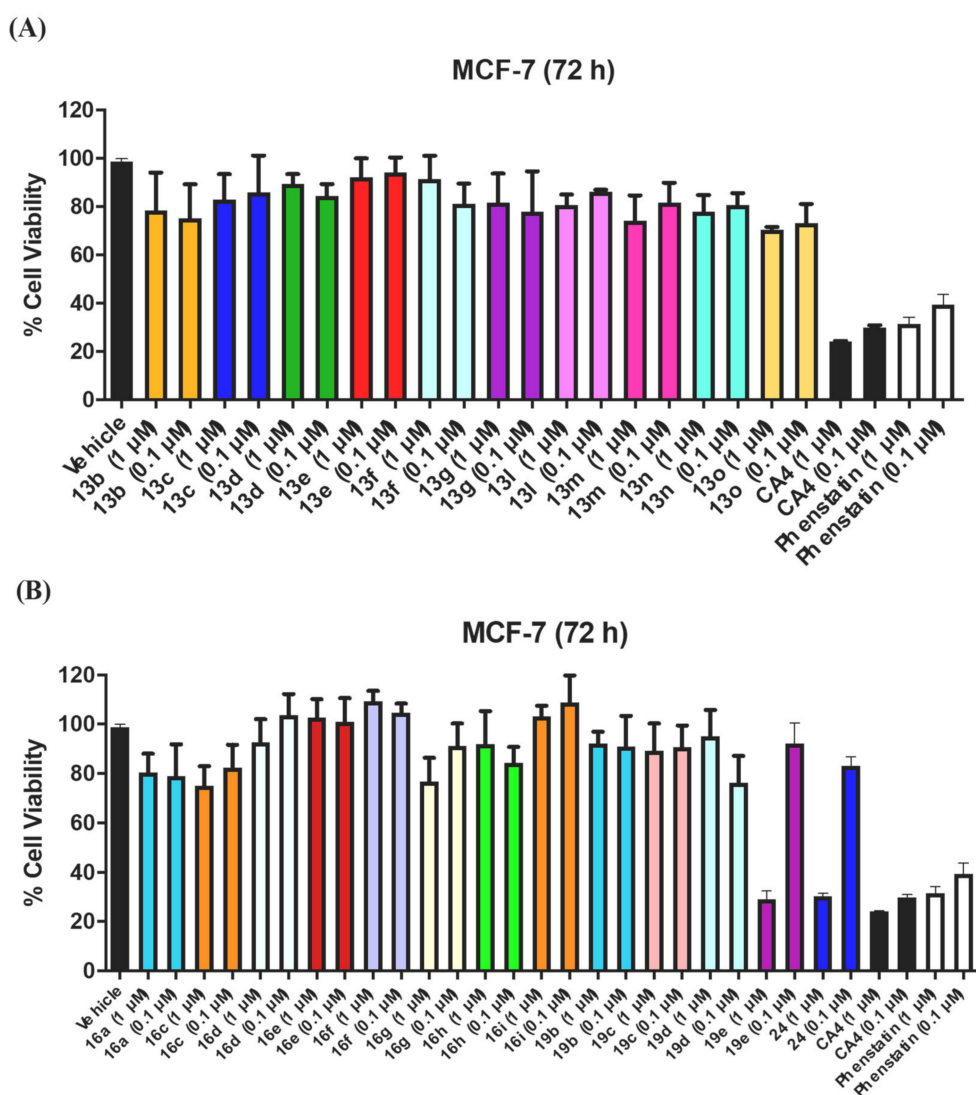 (A)
MCF-7 (72 h)
% Cell Viability
120
100
80
60
40
20
0
Vehicle
13b (1 µM)
13b (0.1 µM)
13c (1 µM)
13c (0.1 µM)
13d (1 µM)
13d (0.1 µM)
13e (1 µM)
13e (0.1 µM)
13f (1 µM)
13f (0.1 µM)
13g (1 µM)
13g (0.1 µM)
13l (1 µM)
13l (0.1 µM)
13m (1 µM)
13m (0.1 µM)
13n (1 µM)
13n (0.1 µM)
13o (1 µM)
13o (0.1 µM)
CA4 (1 µM)
CA4 (0.1 µM)
Phenstatin (1 µM)
Phenstatin (0.1 µM)
(B)
MCF-7 (72 h)
% Cell Viability
120
100
80
60
40
20
0
Vehicle
16a (1 µM)
16a (0.1 µM)
16c (1 µM)
16c (0.1 µM)
16d (1 µM)
16d (0.1 µM)
16e (1 µM)
16e (0.1 µM)
16f (1 µM)
16f (0.1 µM)
16g (1 µM)
16g (0.1 µM)
16h (1 µM)
16h (0.1 µM)
16i (1 µM)
16i (0.1 µM)
19b (1 µM)
19b (0.1 µM)
19c (1 µM)
19c (0.1 µM)
19d (1 µM)
19d (0.1 µM)
19e (1 µM)
19e (0.1 µM)
24 (1 µM)
24 (0.1 µM)
CA4 (1 µM)
CA4 (0.1 µM)
Phenstatin (1 µM)
Phenstatin (0.1 µM)